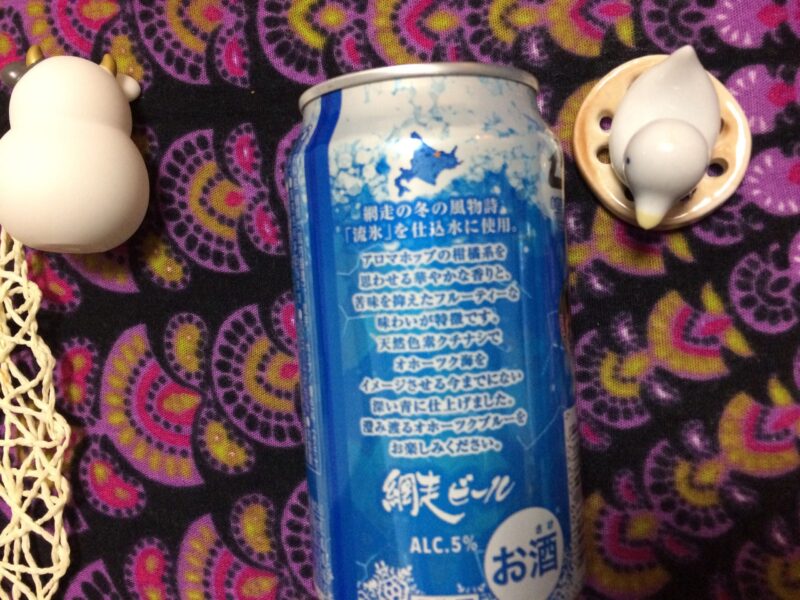 網走の冬の風物詩
「流氷」を仕込水に使用。
アロマホップの柑橘系を
思わせる華やかな香りと、
苦味を抑えたフルーティーな
味わいが特徴です。
天然色素クチナシで
オホーツク海を
イメージさせる今までにない
深い青に仕上げました。
澄み渡るオホーツクブルーを
お楽しみください。
網走ビール
ALC.5%
さけ
お酒